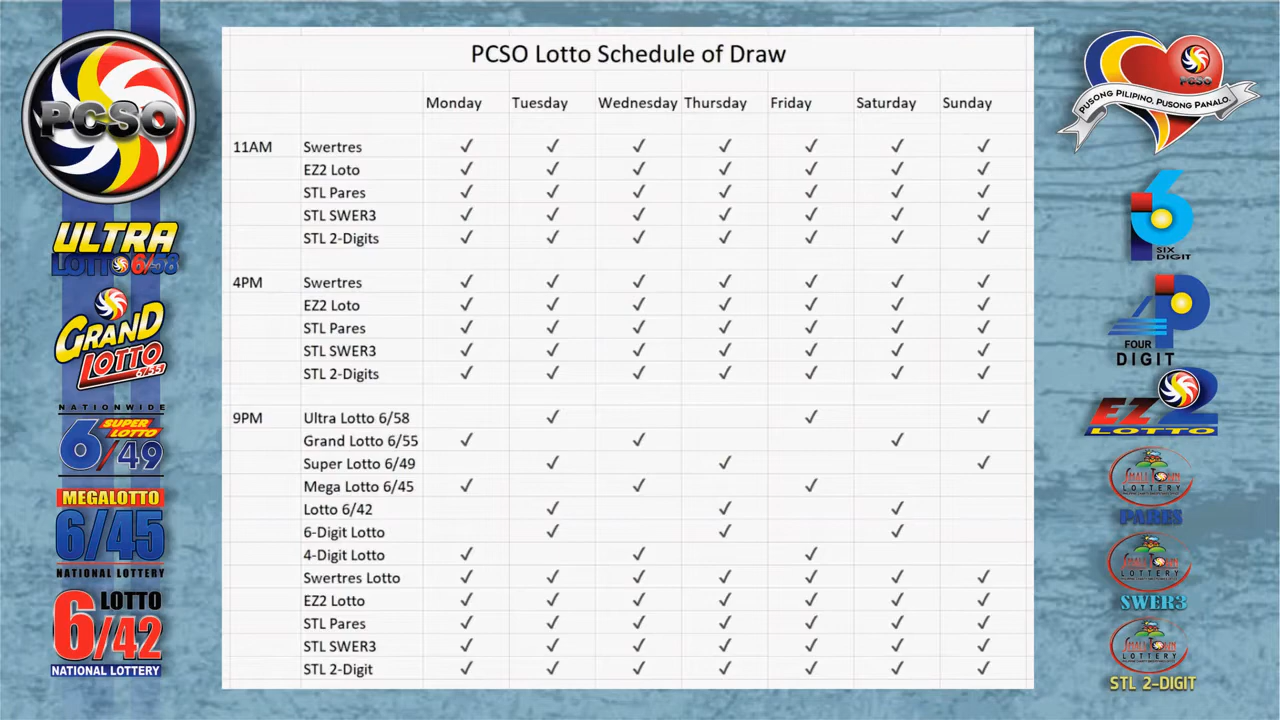 PCSO Lotto Schedule of Draw
Monday Tuesday Wednesday Thursday Friday Saturday Sunday
11AM Swertres ✓ ✓ ✓ ✓ ✓ ✓ ✓
EZ2 Loto ✓ ✓ ✓ ✓ ✓ ✓ ✓
STL Pares ✓ ✓ ✓ ✓ ✓ ✓ ✓
STL SWER3 ✓ ✓ ✓ ✓ ✓ ✓ ✓
STL 2-Digits ✓ ✓ ✓ ✓ ✓ ✓ ✓
4PM Swertres ✓ ✓ ✓ ✓ ✓ ✓ ✓
EZ2 Loto ✓ ✓ ✓ ✓ ✓ ✓ ✓
STL Pares ✓ ✓ ✓ ✓ ✓ ✓ ✓
STL SWER3 ✓ ✓ ✓ ✓ ✓ ✓ ✓
STL 2-Digits ✓ ✓ ✓ ✓ ✓ ✓ ✓
9PM Ultra Lotto 6/58 ✓ ✓ ✓
Grand Lotto 6/55 ✓ ✓ ✓
Super Lotto 6/49 ✓ ✓ ✓
Mega Lotto 6/45 ✓ ✓ ✓
Lotto 6/42 ✓ ✓ ✓
6-Digit Lotto ✓ ✓ ✓
4-Digit Lotto ✓ ✓ ✓
Swertres Lotto ✓ ✓ ✓ ✓ ✓ ✓ ✓
EZ2 Lotto ✓ ✓ ✓ ✓ ✓ ✓ ✓
STL Pares ✓ ✓ ✓ ✓ ✓ ✓ ✓
STL SWER3 ✓ ✓ ✓ ✓ ✓ ✓ ✓
STL 2-Digit ✓ ✓ ✓ ✓ ✓ ✓ ✓
PCSO
ULTRA
LOTTO 6/58
GRAND
LOTTO
6/55
NATIONWIDE
SUPER
LOTTO
6/49
MEGALOTTO
6/45
NATIONAL LOTTERY
LOTTO
6/42
NATIONAL LOTTERY
PCSO
PUSONG PILIPINO, PUSONG PANALO.
6
SIX
DIGIT
4
FOUR
DIGIT
EZ2
LOTTO
SMALL TOWN
LOTTERY
PARES
SMALL TOWN
LOTTERY
SWER3
SMALL TOWN
LOTTERY
STL 2-DIGIT